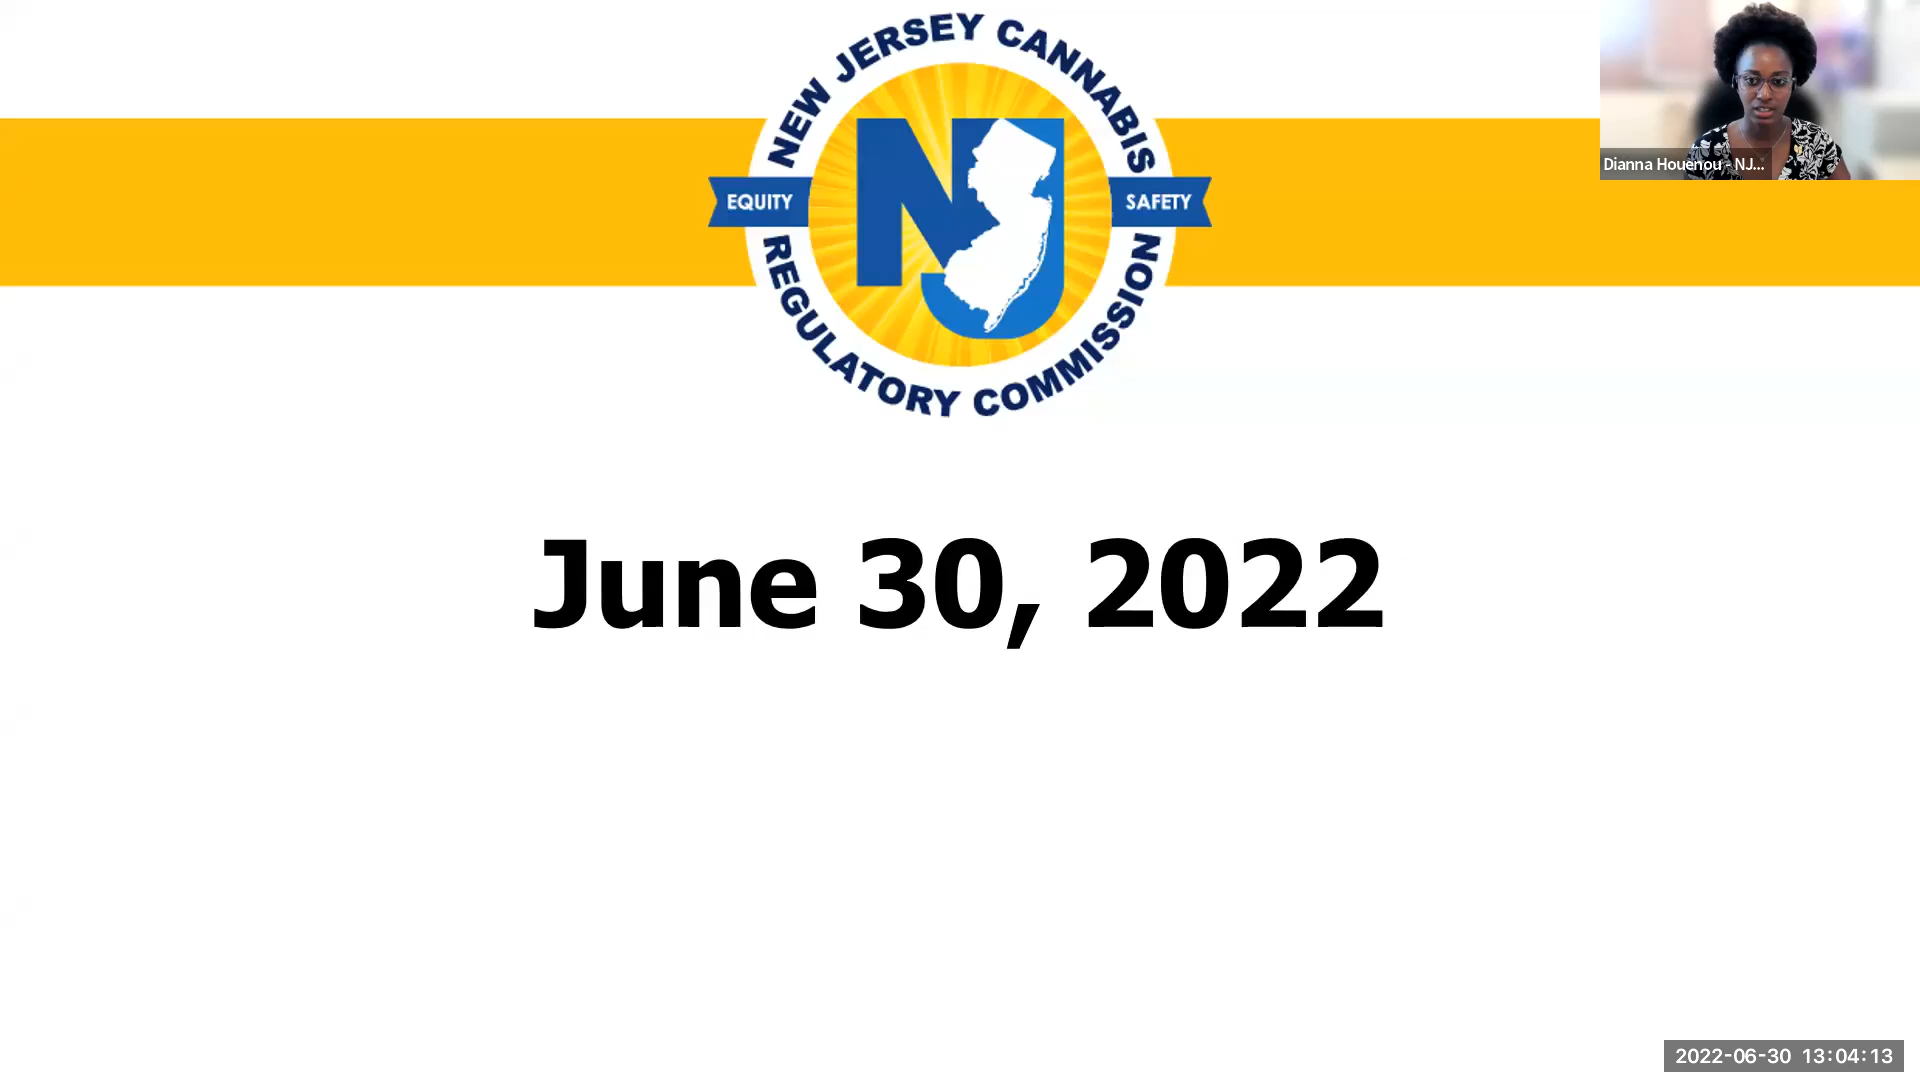 NEW JERSEY CANNABIS
EQUITY
NJ
SAFETY
REGULATORY COMMISSION
Dianna Houenou - NJ...
June 30, 2022
2022-06-30 13:04:13